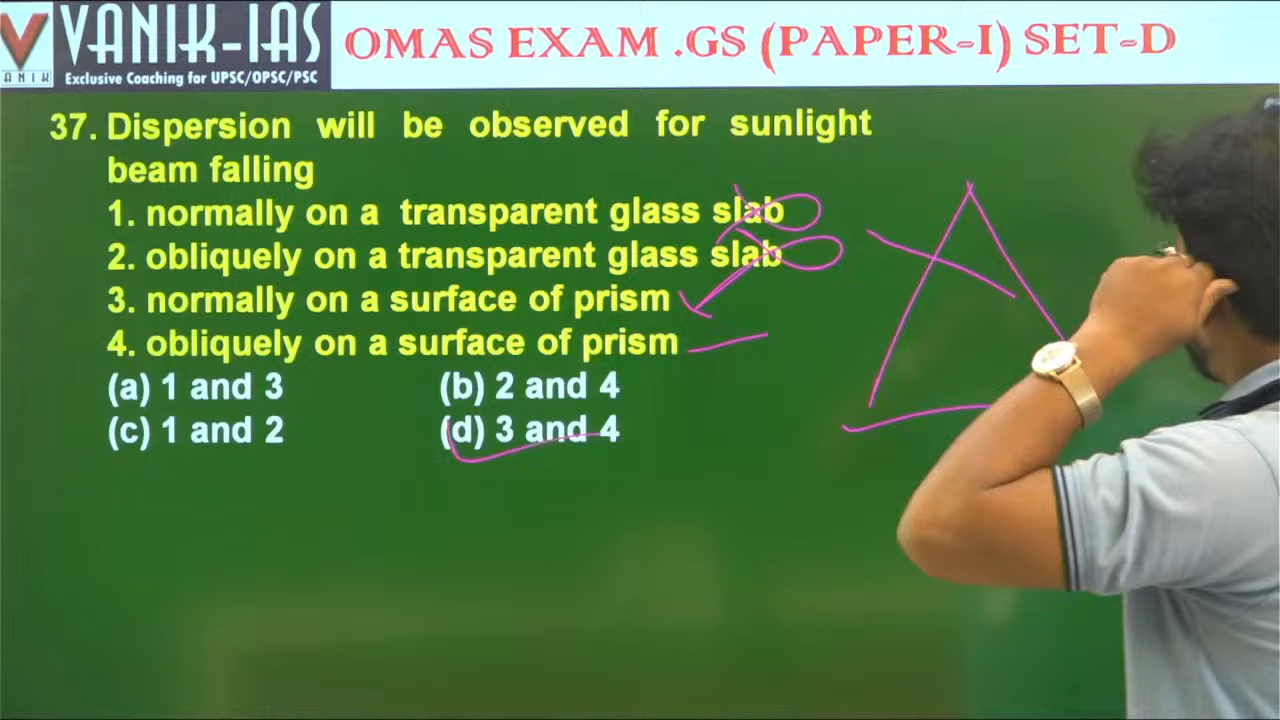 VANIK-IAS
VANIK
Exclusive Coaching for UPSC/OPSC/PSC
OMAS EXAM .GS (PAPER-I) SET-D
37. Dispersion will be observed for sunlight
beam falling
1. normally on a transparent glass slab
2. obliquely on a transparent glass slab
3. normally on a surface of prism
4. obliquely on a surface of prism
(a) 1 and 3
(b) 2 and 4
(c) 1 and 2
(d) 3 and 4